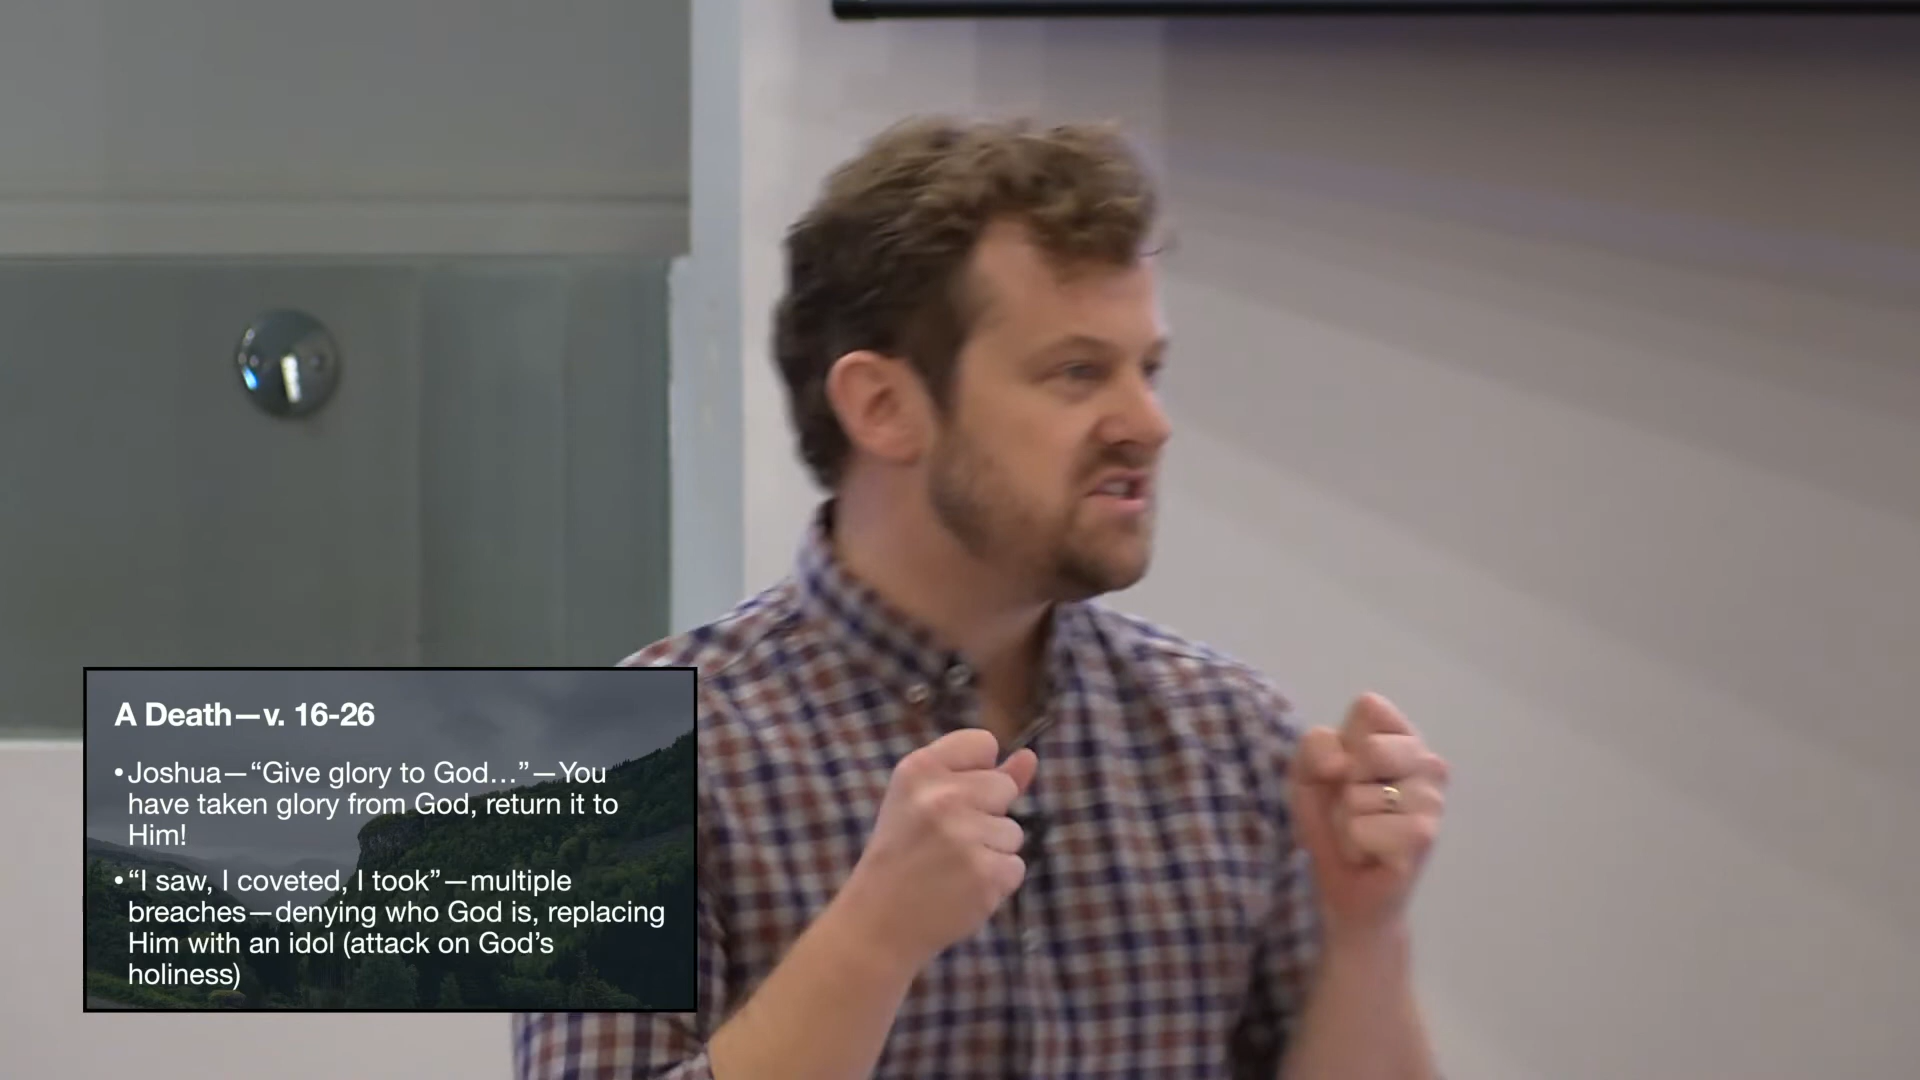 A Death—v. 16-26
•Joshua—“Give glory to God…”—You
have taken glory from God, return it to
Him!
•“I saw, I coveted, I took”—multiple
breaches—denying who God is, replacing
Him with an idol (attack on God’s
holiness)